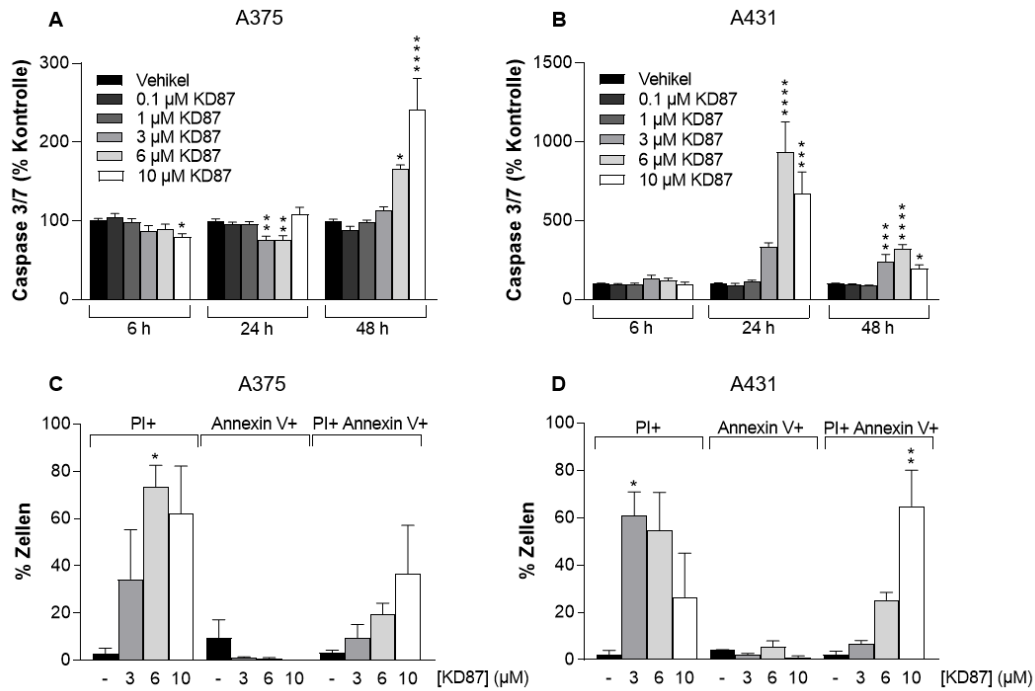 A
A375
Caspase 3/7 (% Kontrolle)
300
200
100
0
Vehikel
0.1 µM KD87
1 µM KD87
3 µM KD87
6 µM KD87
10 µM KD87
*
**
**
*
****
6 h
24 h
48 h
B
A431
Caspase 3/7 (% Kontrolle)
1500
1000
500
0
Vehikel
0.1 µM KD87
1 µM KD87
3 µM KD87
6 µM KD87
10 µM KD87
****
***
***
****
*
6 h
24 h
48 h
C
A375
% Zellen
100
80
60
40
20
0
PI+ Annexin V+ PI+ Annexin V+
*
- 3 6 10 - 3 6 10 - 3 6 10 [KD87] (µM)
D
A431
% Zellen
100
80
60
40
20
0
PI+ Annexin V+ PI+ Annexin V+
*
**
- 3 6 10 - 3 6 10 - 3 6 10 [KD87] (µM)